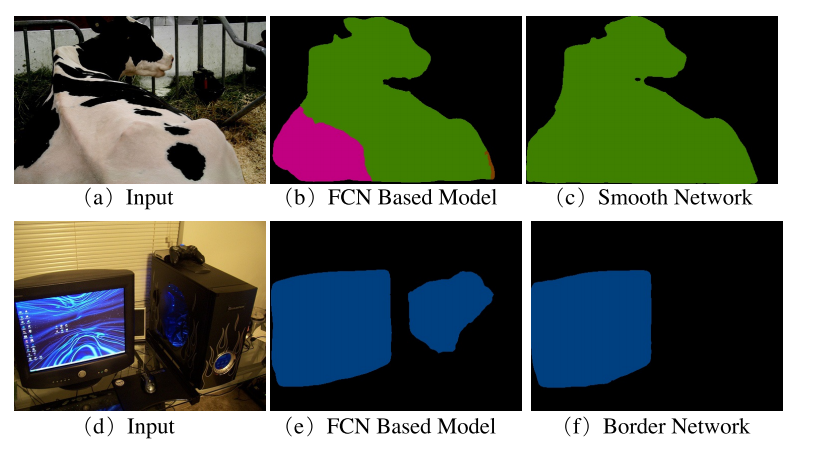 （a）Input
（b）FCN Based Model
（c）Smooth Network
（d）Input
（e）FCN Based Model
（f）Border Network